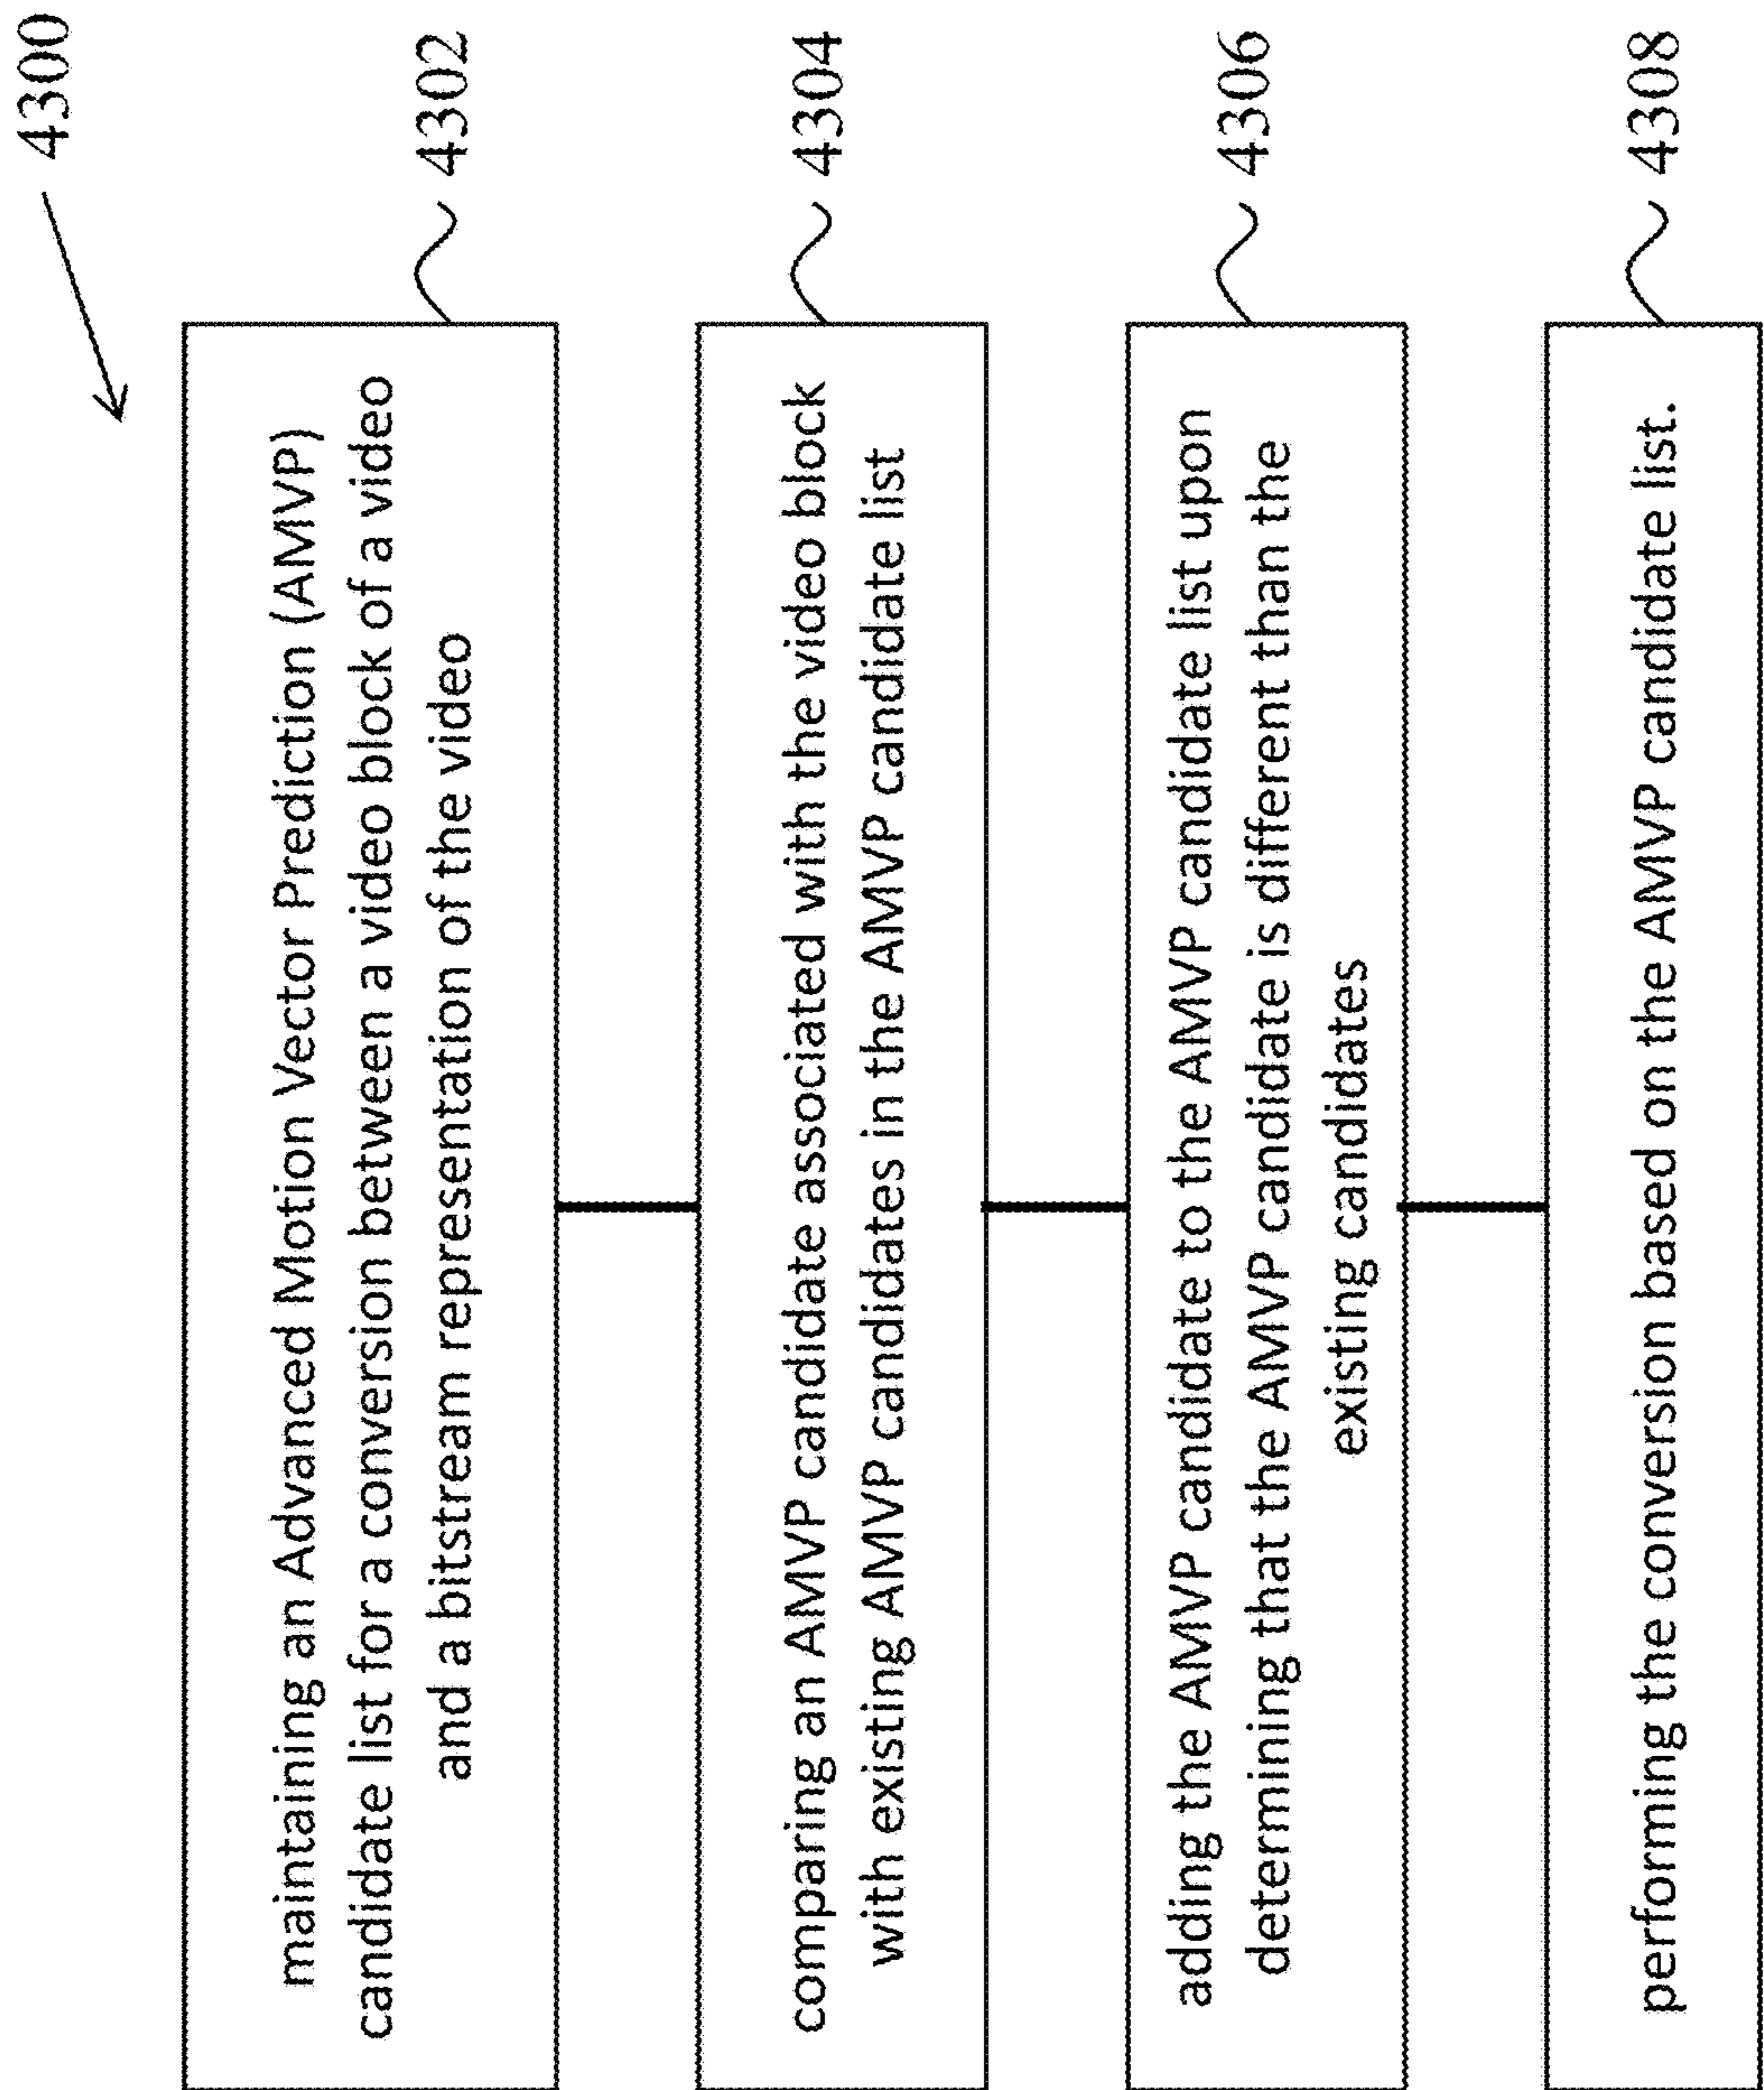 4300
maintaining an Advanced Motion Vector Prediction (AMVP)
candidate list for a conversion between a video block of a video
and a bitstream representation of the video
4302
comparing an AMVP candidate associated with the video block
with existing AMVP candidates in the AMVP candidate list
4304
adding the AMVP candidate to the AMVP candidate list upon
determining that the AMVP candidate is different than the
existing candidates
4306
performing the conversion based on the AMVP candidate list.
4308